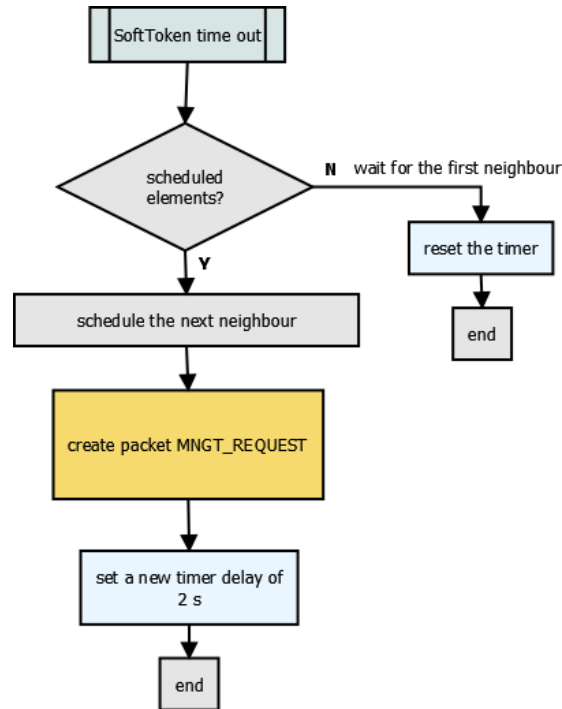 SoftToken time out
scheduled
elements?
N wait for the first neighbour
reset the timer
end
Y
schedule the next neighbour
create packet MNGT_REQUEST
set a new timer delay of
2 s
end